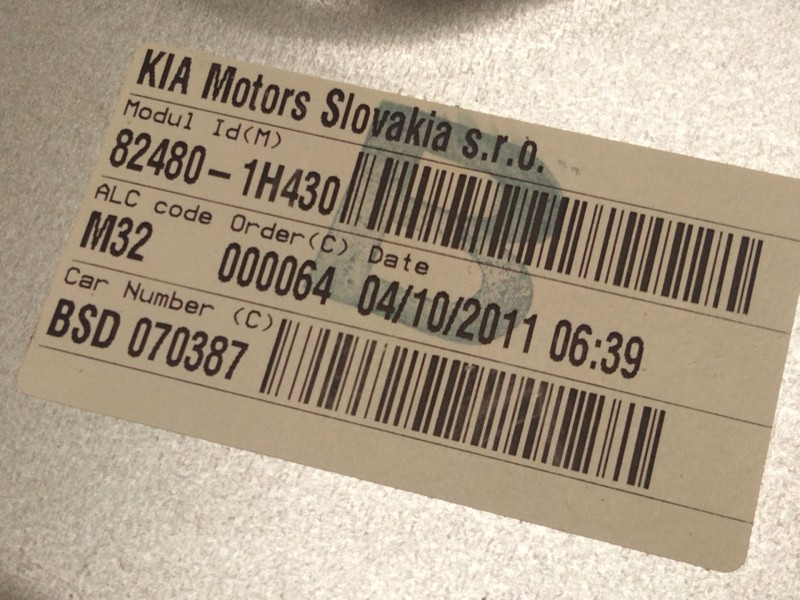 KIA Motors Slovakia s.r.o.
Modul Id(M)
82480-1H430
ALC code Order(C) Date
M32 000064 04/10/2011 06:39
Car Number (C)
BSD 070387